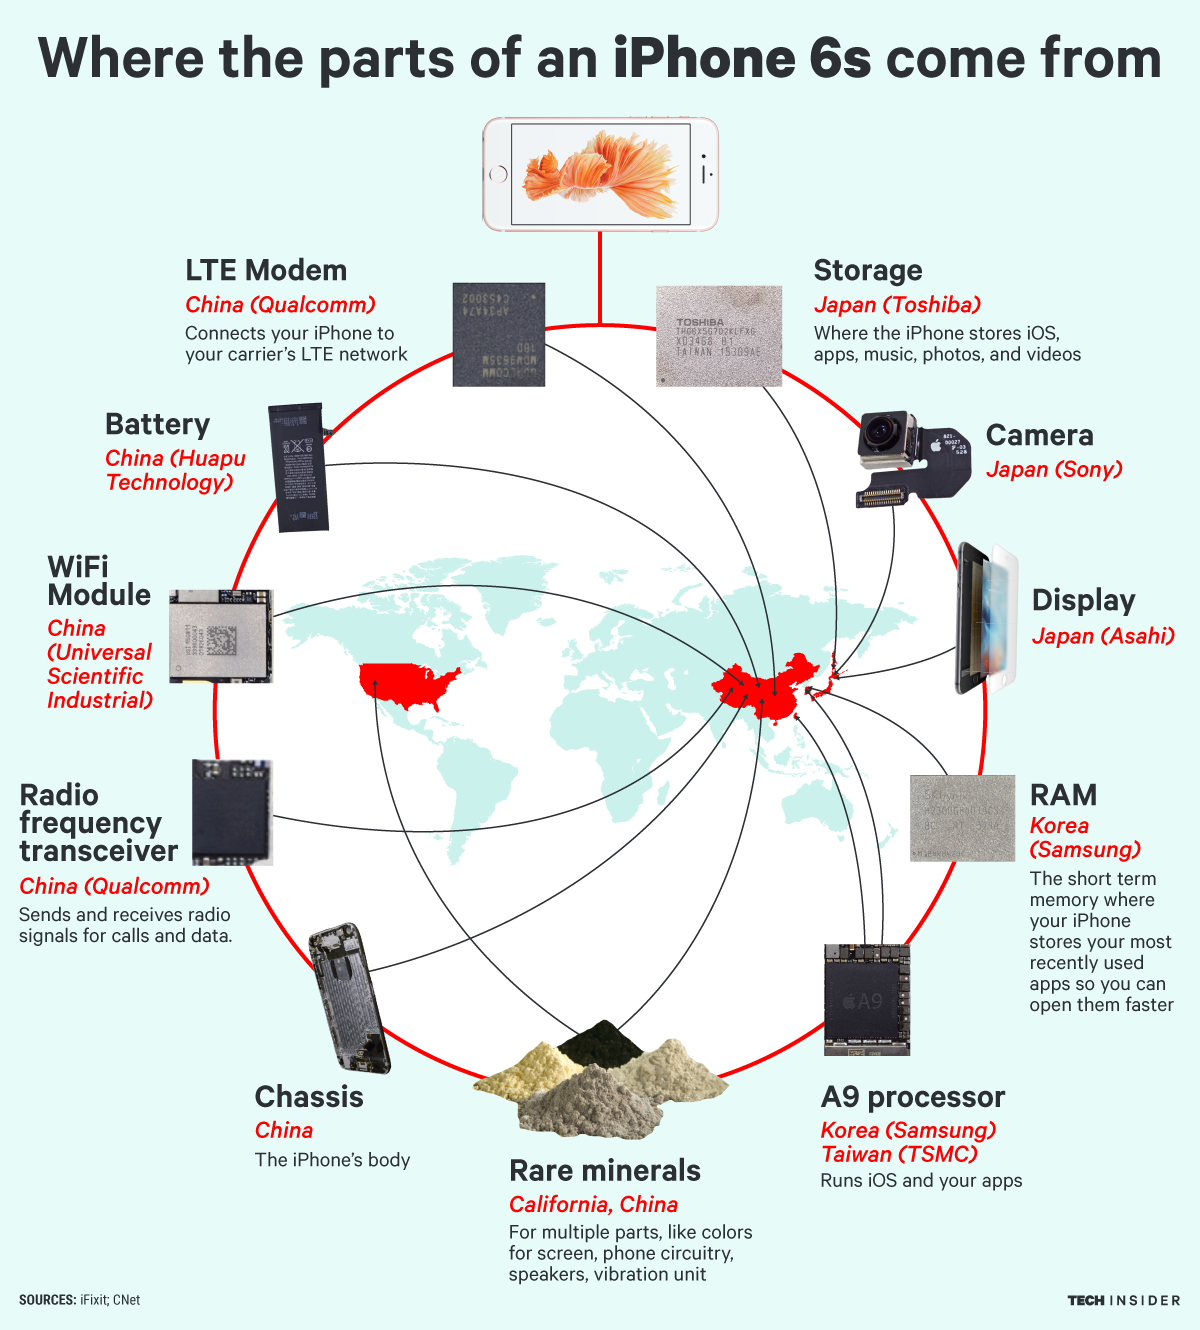 Where the parts of an iPhone 6s come from
LTE Modem
China (Qualcomm)
Connects your iPhone to
your carrier's LTE network
Storage
Japan (Toshiba)
Where the iPhone stores iOS,
apps, music, photos, and videos
TOSHIBA
Battery
China (Huapu
Technology)
Camera
Japan (Sony)
WiFi
Module
China
(Universal
Scientific
Industrial)
Display
Japan (Asahi)
Radio
frequency
transceiver
China (Qualcomm)
Sends and receives radio
signals for calls and data.
RAM
Korea
(Samsung)
The short term
memory where
your iPhone
stores your most
recently used
apps so you can
open them faster
A9
Chassis
China
The iPhone's body
Rare minerals
California, China
For multiple parts, like colors
for screen, phone circuitry,
speakers, vibration unit
A9 processor
Korea (Samsung)
Taiwan (TSMC)
Runs iOS and your apps
SOURCES: iFixit; CNet
TECH INSIDER